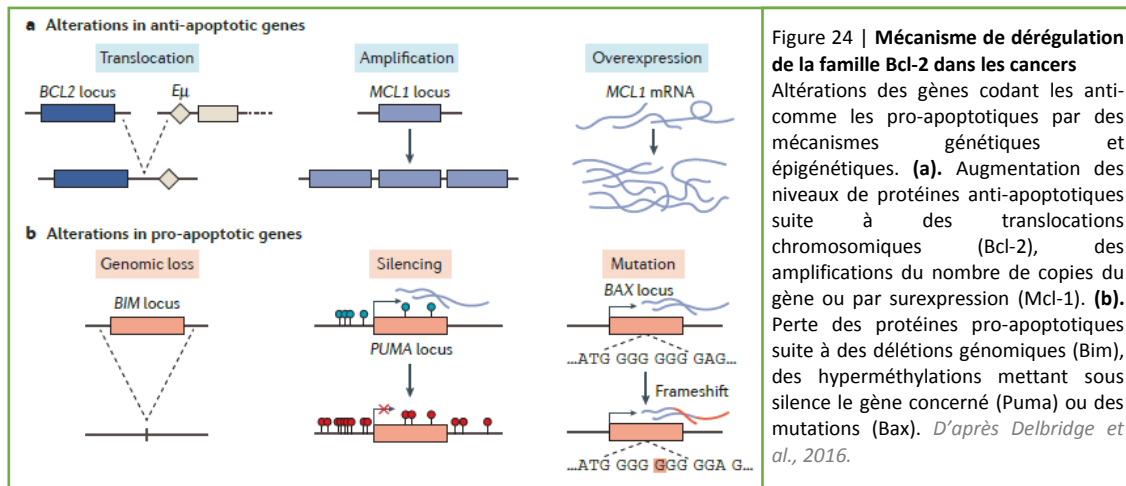 a Alterations in anti-apoptotic genes
Translocation
Amplification
Overexpression
BCL2 locus
Eμ
MCL1 locus
MCL1 mRNA
b Alterations in pro-apoptotic genes
Genomic loss
Silencing
Mutation
BIM locus
BAX locus
PUMA locus
...ATG GGG GGG GAG...
Frameshift
...ATG GGG GGG GGA G...
Figure 24 | Mécanisme de dérégulation
de la famille Bcl-2 dans les cancers
Altérations des gènes codant les anti-
comme les pro-apoptotiques par des
mécanismes génétiques et
épigénétiques. (a). Augmentation des
niveaux de protéines anti-apoptotiques
suite à des translocations
chromosomiques (Bcl-2), des
amplifications du nombre de copies du
gène ou par surexpression (Mcl-1). (b).
Perte des protéines pro-apoptotiques
suite à des délétions génomiques (Bim),
des hyperméthylations mettant sous
silence le gène concerné (Puma) ou des
mutations (Bax). D'après Delbridge et
al., 2016.